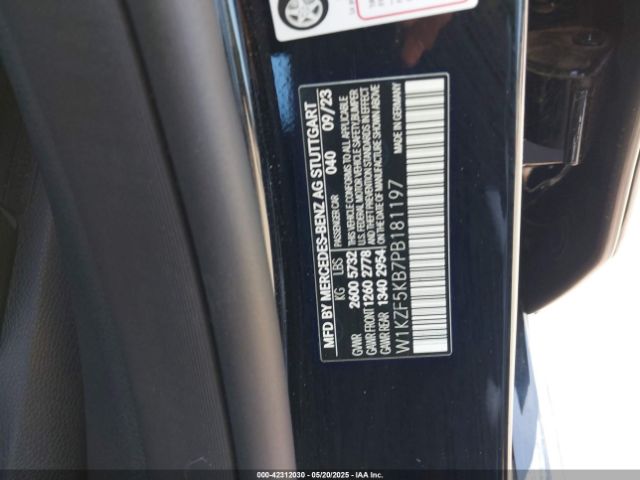 MFD BY MERCEDES-BENZ AG STUTTGART
PASSENGER CAR 040 09/23
KG LBS
GVWR 2600 5732
GAWR FRONT 1260 2778
GAWR REAR 1340 2954
THIS VEHICLE CONFORMS TO ALL APPLICABLE
U.S. FEDERAL MOTOR VEHICLE SAFETY, BUMPER
AND THEFT PREVENTION STANDARDS IN EFFECT
ON THE DATE OF MANUFACTURE SHOWN ABOVE
W1KZF5KB7PB181197 MADE IN GERMANY
000-42312030 - 05/20/2025 - IAAI.COM